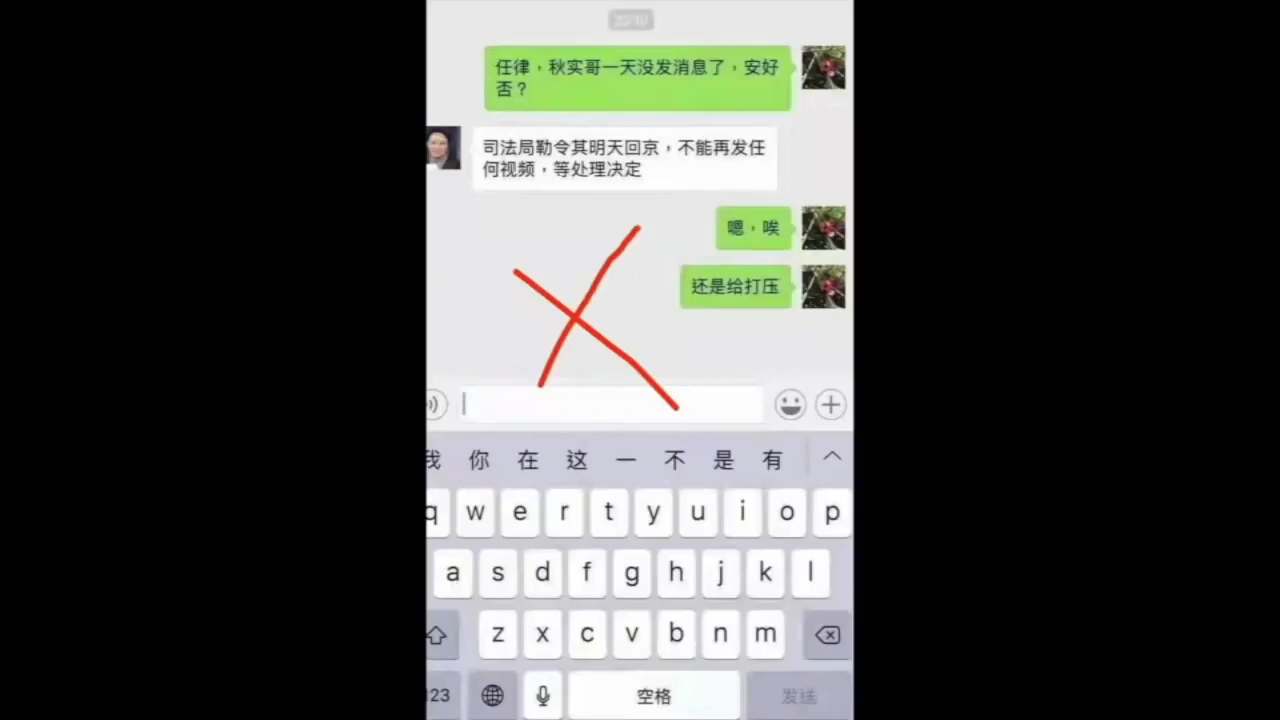 任律，秋实哥一天没发消息了，安好
否？
司法局勒令其明天回京，不能再发任
何视频，等处理决定
嗯，唉
还是给打压
我 你 在 这 一 不 是 有
q w e r t y u i o p
a s d f g h j k l
z x c v b n m
123 空格 发送